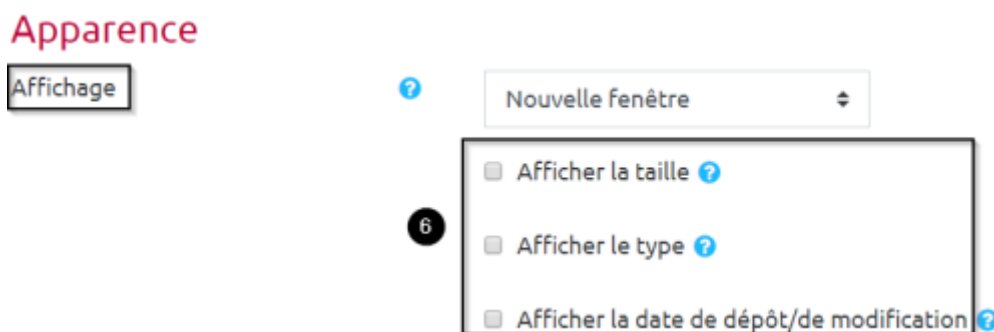 Apparence
Affichage
Nouvelle fenêtre
Afficher la taille
6
Afficher le type
Afficher la date de dépôt/de modification